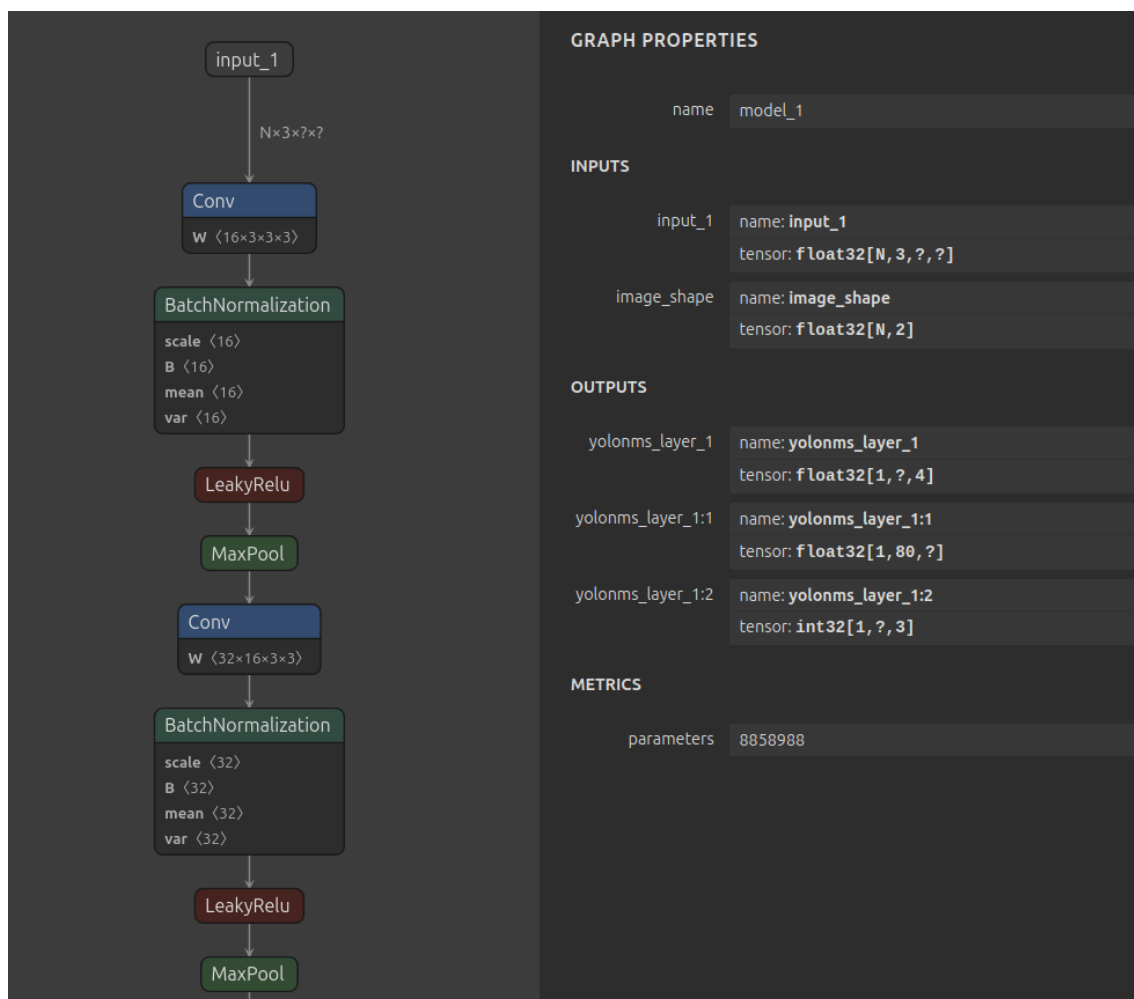 input_1
N×3×?×?
Conv
W 〈16×3×3×3〉
BatchNormalization
scale 〈16〉
B 〈16〉
mean 〈16〉
var 〈16〉
LeakyRelu
MaxPool
Conv
W 〈32×16×3×3〉
BatchNormalization
scale 〈32〉
B 〈32〉
mean 〈32〉
var 〈32〉
LeakyRelu
MaxPool
GRAPH PROPERTIES
name model_1
INPUTS
input_1 name: input_1
tensor: float32[N,3,?,?]
image_shape name: image_shape
tensor: float32[N,2]
OUTPUTS
yolonms_layer_1 name: yolonms_layer_1
tensor: float32[1,?,4]
yolonms_layer_1:1 name: yolonms_layer_1:1
tensor: float32[1,80,?]
yolonms_layer_1:2 name: yolonms_layer_1:2
tensor: int32[1,?,3]
METRICS
parameters 8858988